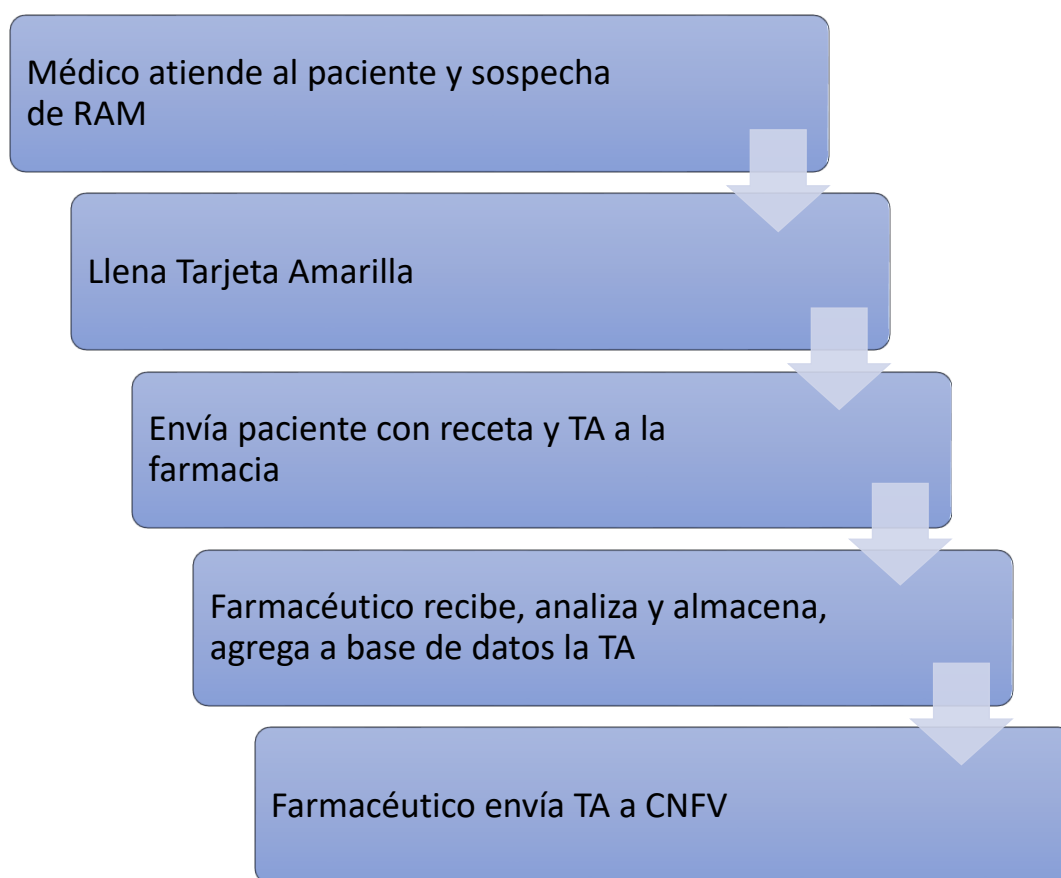 Médico atiende al paciente y sospecha
de RAM
Llena Tarjeta Amarilla
Envía paciente con receta y TA a la
farmacia
Farmacéutico recibe, analiza y almacena,
agrega a base de datos la TA
Farmacéutico envía TA a CNFV